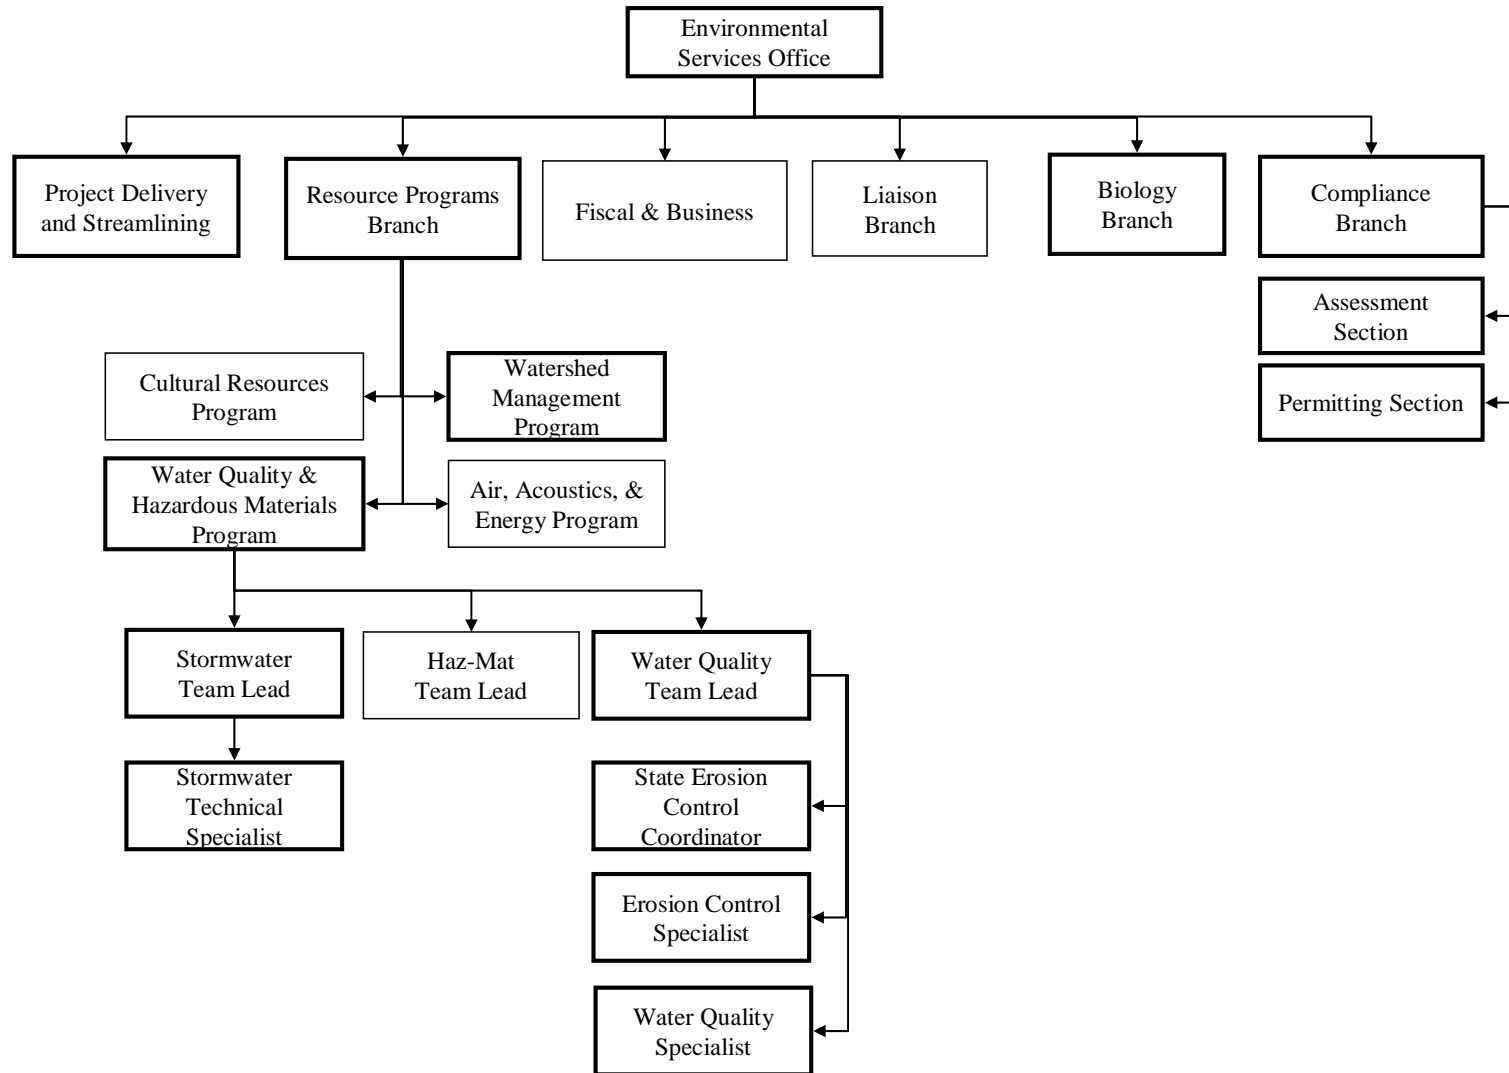 Environmental
Services Office
Project Delivery
and Streamlining
Resource Programs
Branch
Fiscal & Business
Liaison
Branch
Biology
Branch
Compliance
Branch
Assessment
Section
Permitting Section
Cultural Resources
Program
Watershed
Management
Program
Water Quality &
Hazardous Materials
Program
Air, Acoustics, &
Energy Program
Stormwater
Team Lead
Haz-Mat
Team Lead
Water Quality
Team Lead
Stormwater
Technical
Specialist
State Erosion
Control
Coordinator
Erosion Control
Specialist
Water Quality
Specialist